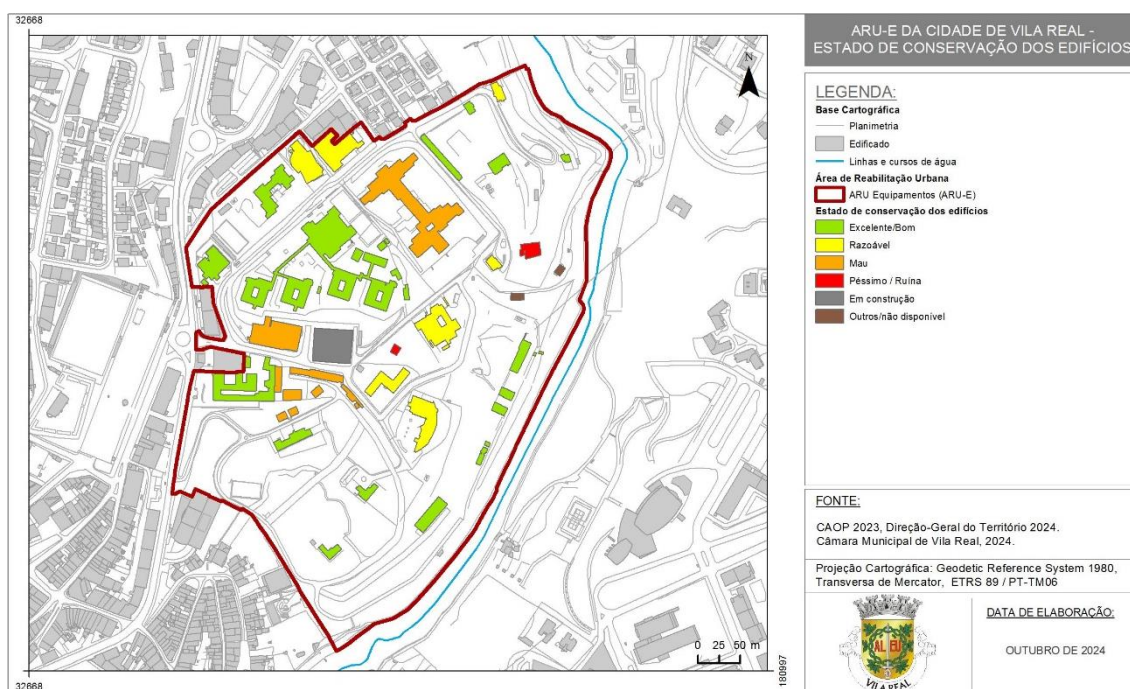 32668
N
0 25 50 m
180997
32668
ARU-E DA CIDADE DE VILA REAL -
ESTADO DE CONSERVAÇÃO DOS EDIFÍCIOS
LEGENDA:
Base Cartográfica
Planimetria
Edificado
Linhas e cursos de água
Área de Reabilitação Urbana
ARU Equipamentos (ARU-E)
Estado de conservação dos edifícios
Excelente/Bom
Razoável
Mau
Péssimo / Ruína
Em construção
Outros/não disponível
FONTE:
CAOP 2023, Direção-Geral do Território 2024.
Câmara Municipal de Vila Real, 2024.
Projeção Cartográfica: Geodetic Reference System 1980,
Transversa de Mercator, ETRS 89 / PT-TM06
ALEU
VILA REAL
DATA DE ELABORAÇÃO:
OUTUBRO DE 2024